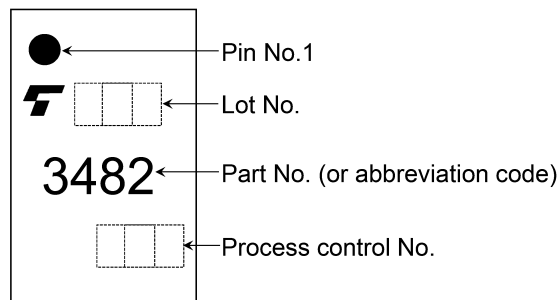 Pin No.1
Lot No.
3482 Part No. (or abbreviation code)
Process control No.